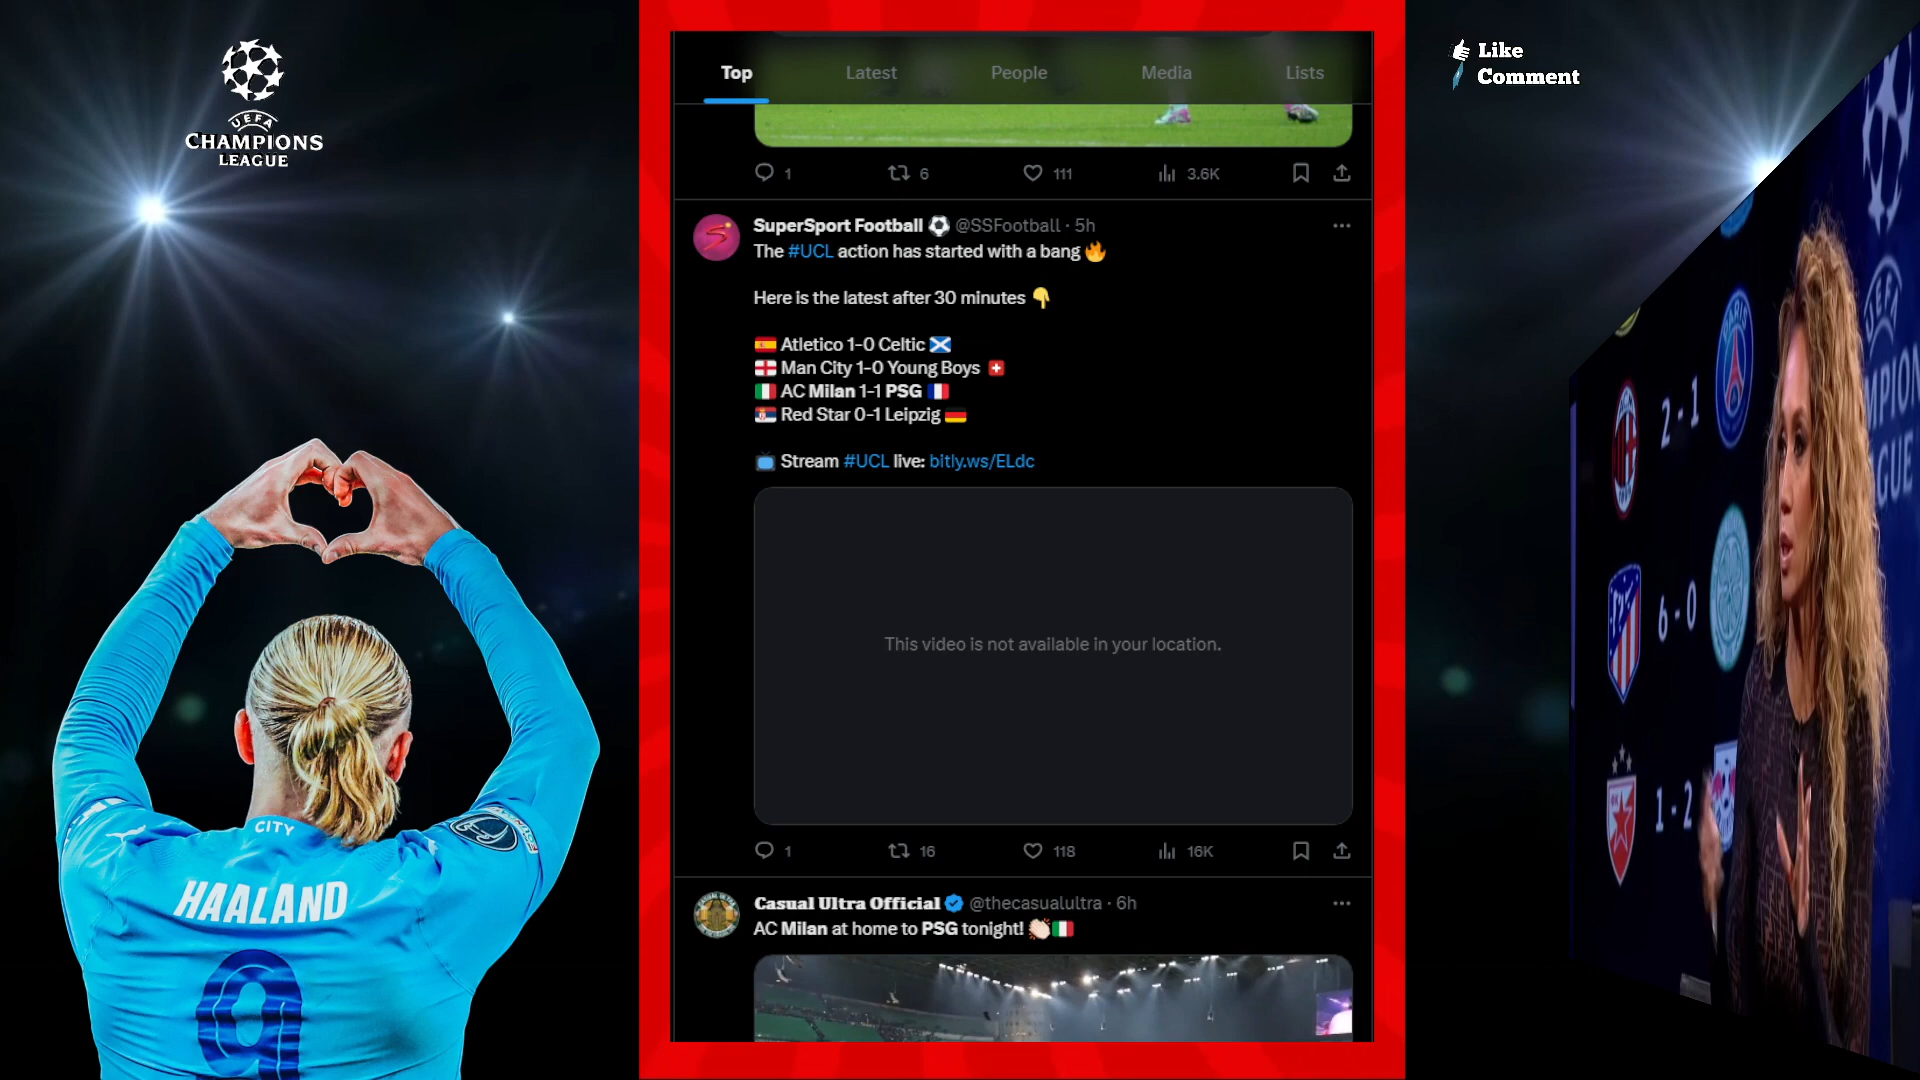 UEFA
CHAMPIONS
LEAGUE
CITY
HAALAND
9
Top
Latest
People
Media
Lists
1
6
111
3.6K
SuperSport Football ⚽ @SSFootball · 5h
The #UCL action has started with a bang 🔥
Here is the latest after 30 minutes 👇
🇪🇸 Atletico 1-0 Celtic 🏴󠁧󠁢󠁳󠁣󠁴󠁿
🏴󠁧󠁢󠁥󠁮󠁧󠁿 Man City 1-0 Young Boys 🇨🇭
🇮🇹 AC Milan 1-1 PSG 🇫🇷
🇷🇸 Red Star 0-1 Leipzig 🇩🇪
📺 Stream #UCL live: bitly.ws/ELdc
This video is not available in your location.
1
16
118
16K
Casual Ultra Official @thecasualultra · 6h
AC Milan at home to PSG tonight! 👏🏻🇮🇹
Like
Comment
PARIS
2 - 1
6 - 0
1 - 2
UEFA